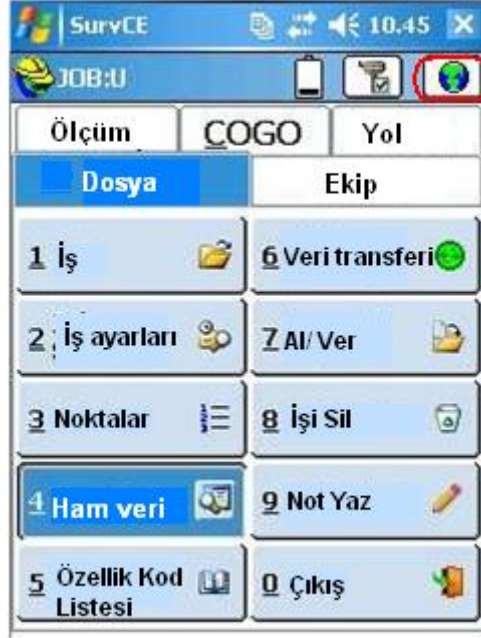 SurvCE 10.45
JOB:U
Ölçüm COGO Yol
Dosya Ekip
1 İş
6 Veri transferi
2 İş ayarları
7 Al/ Ver
3 Noktalar
8 İşi Sil
4 Ham veri
9 Not Yaz
5 Özellik Kod
Listesi
0 Çıkış